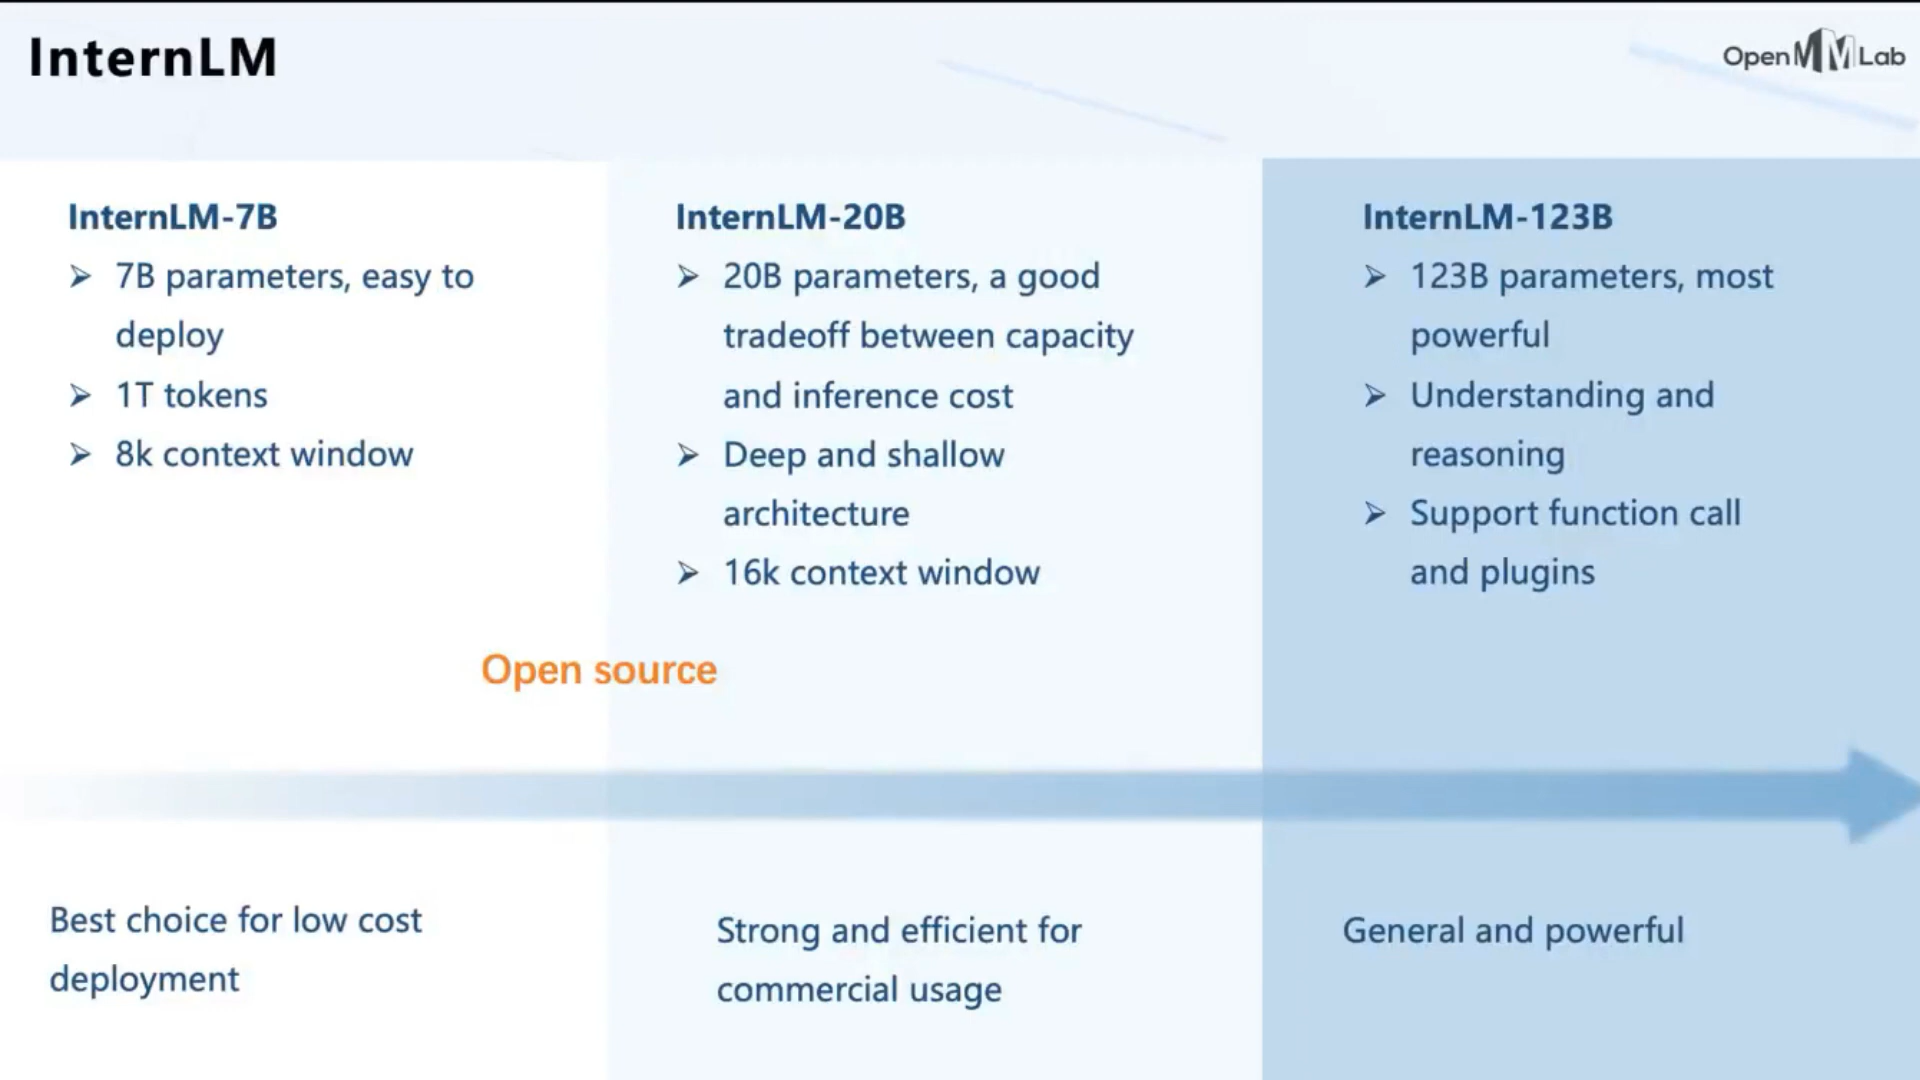 InternLM
Open MM Lab
InternLM-7B
7B parameters, easy to
deploy
1T tokens
8k context window
InternLM-20B
20B parameters, a good
tradeoff between capacity
and inference cost
Deep and shallow
architecture
16k context window
InternLM-123B
123B parameters, most
powerful
Understanding and
reasoning
Support function call
and plugins
Open source
Best choice for low cost
deployment
Strong and efficient for
commercial usage
General and powerful